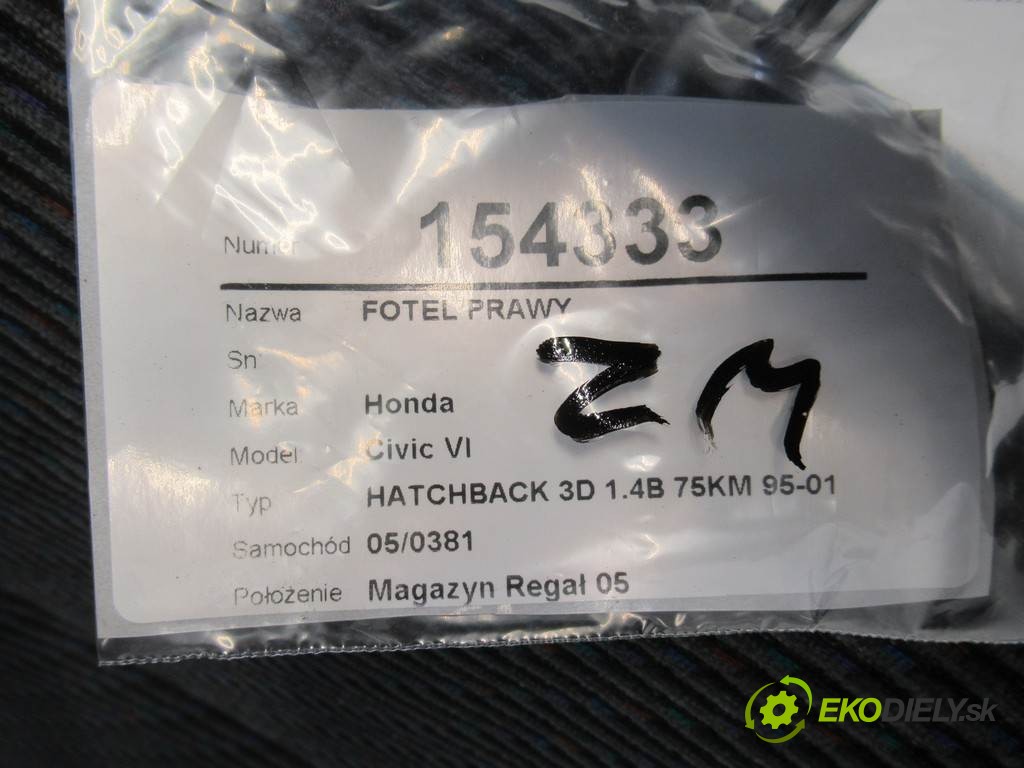 Numer 154333
Nazwa FOTEL PRAWY
Sn
Marka Honda
Model Civic VI
Typ HATCHBACK 3D 1.4B 75KM 95-01
Samochód 05/0381
Położenie Magazyn Regał 05
ZM
EKODIELY.sk